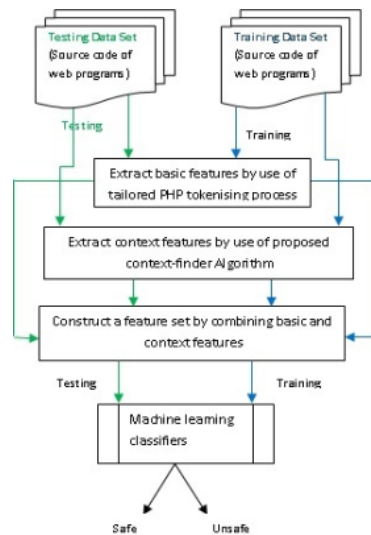 Testing Data Set
(Source code of
web programs)
Training Data Set
(Source code of
web programs)
Testing
Training
Extract basic features by use of
tailored PHP tokenising process
Extract context features by use of proposed
context-finder Algorithm
Construct a feature set by combining basic and
context features
Testing
Training
Machine learning
classifiers
Safe
Unsafe